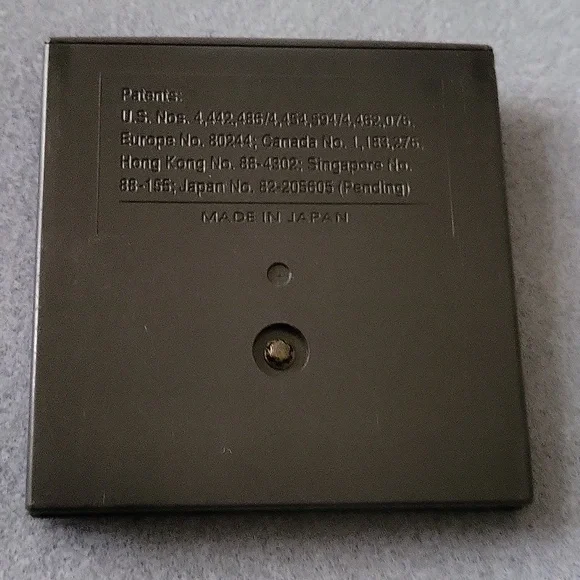 Patents:
U.S. Nos. 4,442,486/4,454,594/4,462,076;
Europe No. 80244; Canada No. 1,183,276;
Hong Kong No. 88-4302; Singapore No.
88-155; Japan No. 82-205605 (Pending)
MADE IN JAPAN